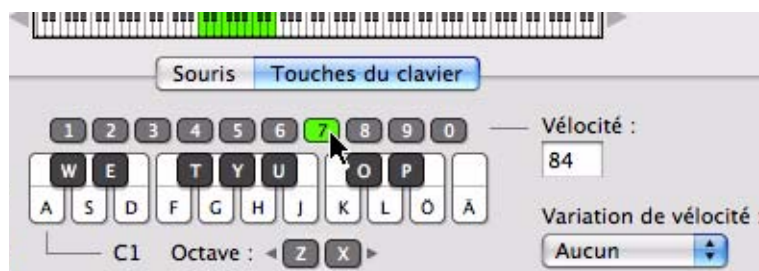 Souris Touches du clavier
1 2 3 4 5 6 7 8 9 0 Vélocité :
84
W E T Y U O P
A S D F G H J K L Ö Ä
Variation de vélocité :
C1 Octave : Z X Aucun